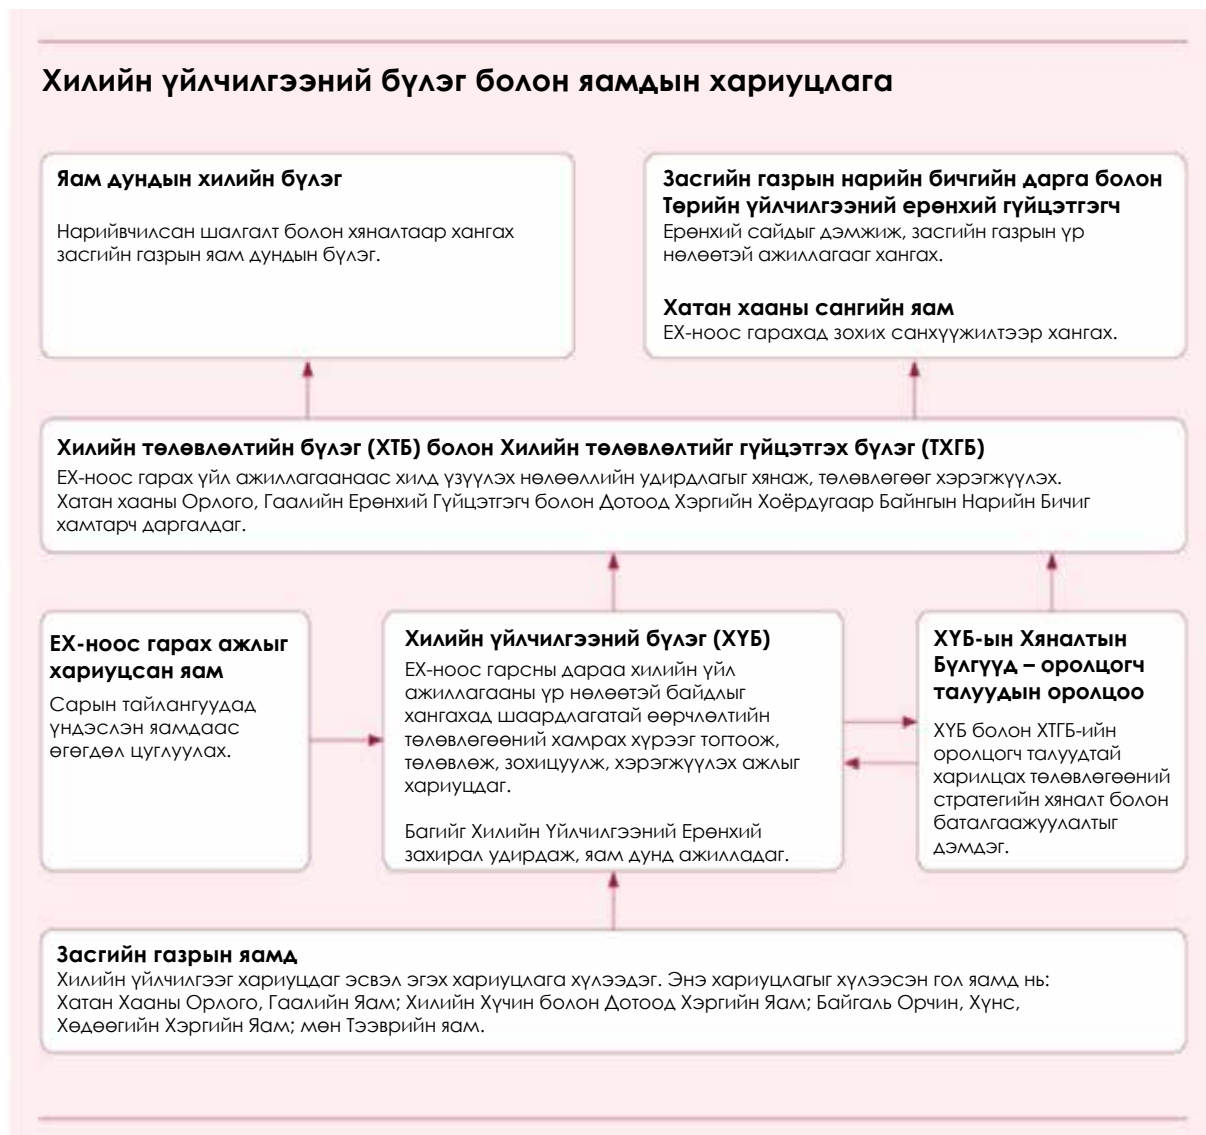 Хилийн үйлчилгээний бүлэг болон яамдын хариуцлага
Яам дундын хилийн бүлэг
Нарийвчилсан шалгалт болон хяналтаар хангах
засгийн газрын яам дундын бүлэг.
Засгийн газрын нарийн бичгийн дарга болон
Төрийн үйлчилгээний ерөнхий гүйцэтгэгч
Ерөнхий сайдыг дэмжиж, засгийн газрын үр
нөлөөтэй ажиллагааг хангах.
Хатан хааны сангийн яам
ЕХ-ноос гарахад зохих санхүүжилтээр хангах.
Хилийн төлөвлөлтийн бүлэг (ХТБ) болон Хилийн төлөвлөлтийг гүйцэтгэх бүлэг (ТХГБ)
ЕХ-ноос гарах үйл ажиллагаанаас хилд үзүүлэх нөлөөллийн удирдлагыг хянаж, төлөвлөгөөг хэрэгжүүлэх.
Хатан хааны Орлого, Гаалийн Ерөнхий Гүйцэтгэгч болон Дотоод Хэргийн Хоёрдугаар Байнгын Нарийн Бичиг
хамтарч даргалдаг.
ЕХ-ноос гарах ажлыг
хариуцсан яам
Сарын тайлангуудад
үндэслэн яамдаас
өгөгдөл цуглуулах.
Хилийн үйлчилгээний бүлэг (ХҮБ)
ЕХ-ноос гарсны дараа хилийн үйл
ажиллагааны үр нөлөөтэй байдлыг
хангахад шаардлагатай өөрчлөлтийн
төлөвлөгөөний хамрах хүрээг тогтоож,
төлөвлөж, зохицуулж, хэрэгжүүлэх ажлыг
хариуцдаг.
Багийг Хилийн Үйлчилгээний Ерөнхий
захирал удирдаж, яам дунд ажилладаг.
ХҮБ-ын Хяналтын
Бүлгүүд – оролцогч
талуудын оролцоо
ХҮБ болон ХТГБ-ийн
оролцогч талуудтай
харилцах төлөвлөгөөний
стратегийн хяналт болон
баталгаажуулалтыг
дэмдэг.
Засгийн газрын яамд
Хилийн үйлчилгээг хариуцдаг эсвэл эгэх хариуцлага хүлээдэг. Энэ хариуцлагыг хүлээсэн гол яамд нь:
Хатан Хааны Орлого, Гаалийн Яам; Хилийн Хүчин болон Дотоод Хэргийн Яам; Байгаль Орчин, Хүнс,
Хөдөөгийн Хэргийн Яам; мөн Тээврийн яам.